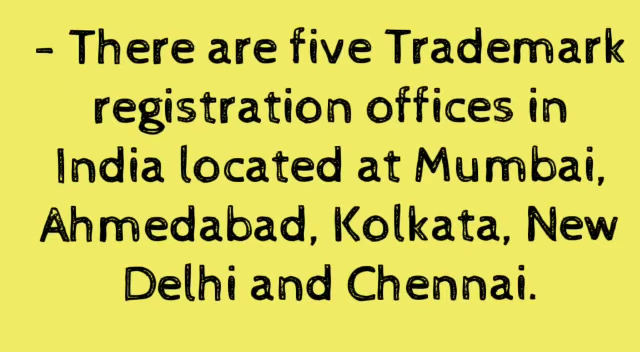 - There are five Trademark
registration offices in
India located at Mumbai,
Ahmedabad, Kolkata, New
Delhi and Chennai.